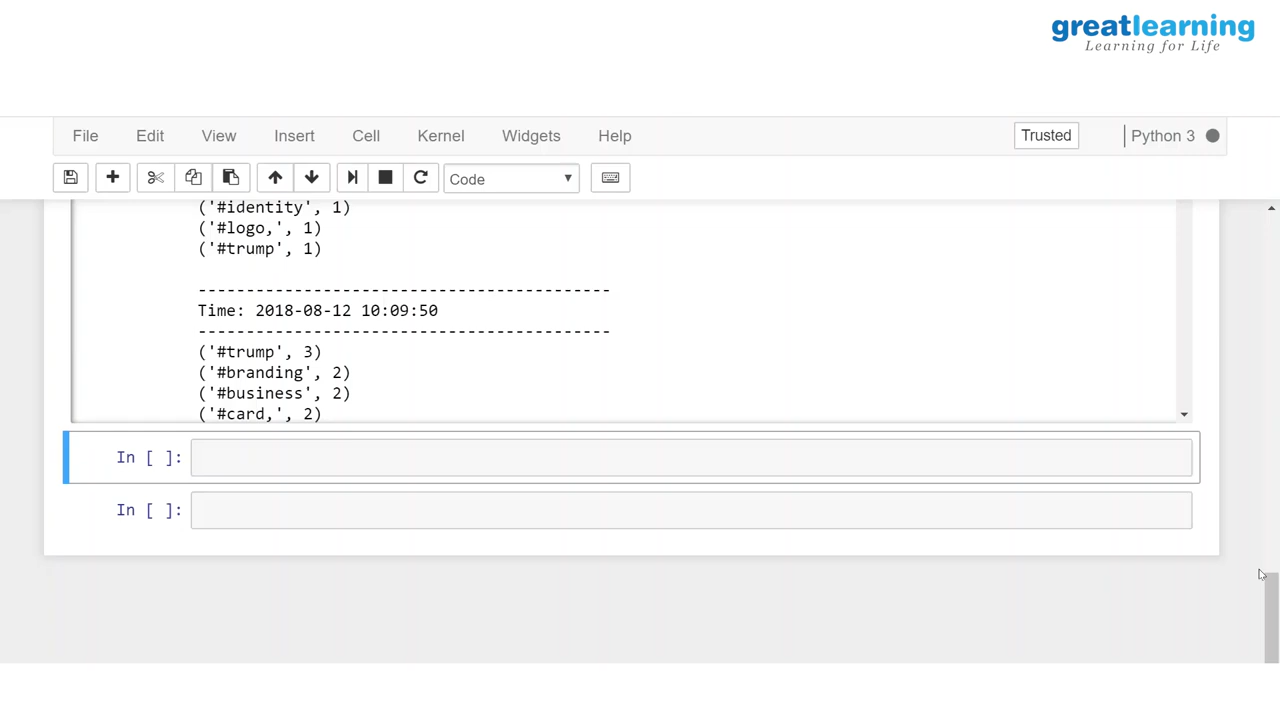 greatlearning
Learning for Life
File Edit View Insert Cell Kernel Widgets Help Trusted Python 3
Code
('#identity', 1)
('#logo,', 1)
('#trump', 1)
-------------------------------------------
Time: 2018-08-12 10:09:50
-------------------------------------------
('#trump', 3)
('#branding', 2)
('#business', 2)
('#card,', 2)
In [ ]:
In [ ]: